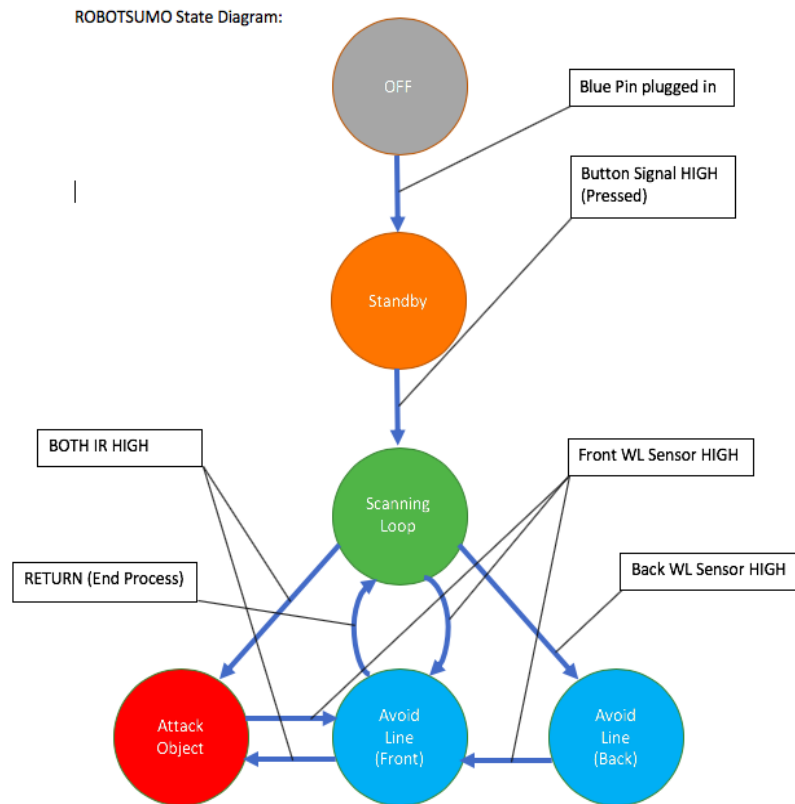 ROBOTSUMO State Diagram:
OFF
Blue Pin plugged in
Button Signal HIGH
(Pressed)
Standby
BOTH IR HIGH
Front WL Sensor HIGH
Scanning
Loop
RETURN (End Process)
Back WL Sensor HIGH
Attack
Object
Avoid
Line
(Front)
Avoid
Line
(Back)